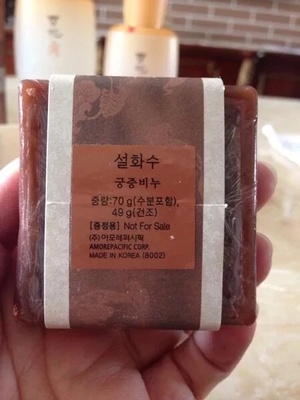 설화수
궁중비누
중량:70 g(수분포함),
49 g(건조)
[증정용] Not For Sale
(주)아모레퍼시픽
AMOREPACIFIC CORP.
MADE IN KOREA (8002)